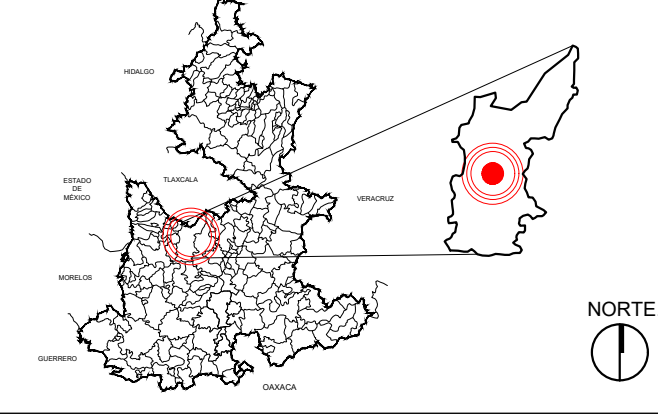 HIDALGO
TLAXCALA
ESTADO
DE
MÉXICO
VERACRUZ
MORELOS
NORTE
GUERRERO
OAXACA